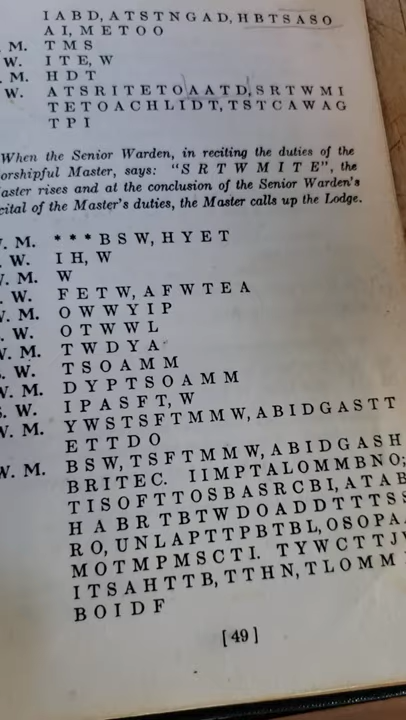 I A B D, A T S T N G A D, H B T S A S O
A I, M E T O O
. M. T M S
W. I T E, W
. M. H D T
W. A T S R I T E T O A A T D, S R T W M I
T E T O A C H L I D T, T S T C A W A G
T P I
When the Senior Warden, in reciting the duties of the
orshipful Master, says: "S R T W M I T E", the
aster rises and at the conclusion of the Senior Warden's
cital of the Master's duties, the Master calls up the Lodge.
. M. * * * B S W, H Y E T
. W. I H, W
. M. W
. W. F E T W, A F W T E A
. M. O W W Y I P
. W. O T W W L
V. M. T W D Y A
. W. T S O A M M
W. M. D Y P T S O A M M
S. W. I P A S F T, W
W. M. Y W S T S F T M M W, A B I D G A S T T
E T T D O
W. M. B S W, T S F T M M W, A B I D G A S H
B R I T E C. I I M P T A L O M M B N O;
T I S O F T T O S B A S R C B I, A T A B
H A B R T B T W D O A D D T T T S S
R O, U N L A P T T P B T B L, O S O P A
M O T M P M S C T I. T Y W C T T J
I T S A H T T B, T T H N, T L O M M
B O I D F
[ 49 ]